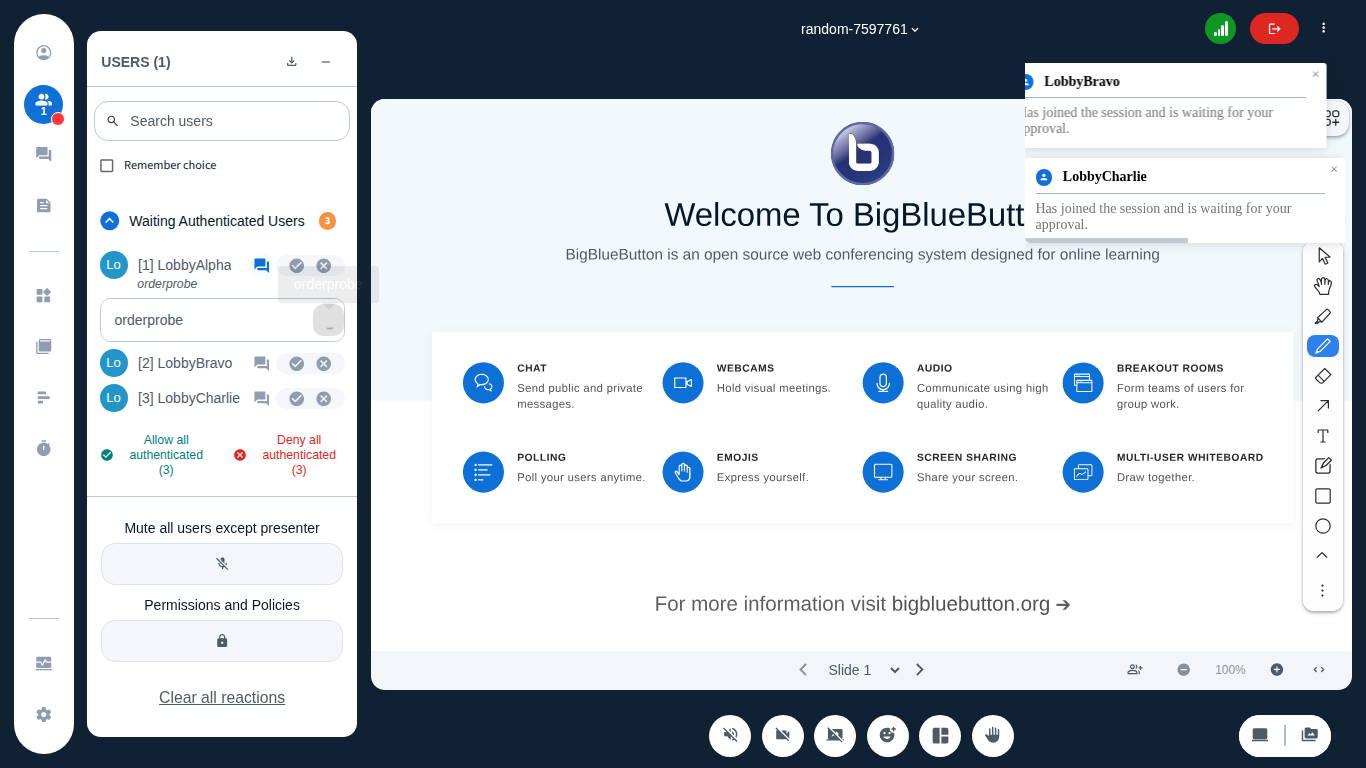 random-7597761
USERS (1)
1
Search users
Remember choice
Waiting Authenticated Users
3
Lo
[1] LobbyAlpha
orderprobe
orderprobe
orderprobe
Lo
[2] LobbyBravo
Lo
[3] LobbyCharlie
Allow all
authenticated
(3)
Deny all
authenticated
(3)
Mute all users except presenter
Permissions and Policies
Clear all reactions
LobbyBravo
Has joined the session and is waiting for your
approval.
LobbyCharlie
Has joined the session and is waiting for your
approval.
b
Welcome To BigBlueButt
BigBlueButton is an open source web conferencing system designed for online learning
CHAT
Send public and private
messages.
WEBCAMS
Hold visual meetings.
AUDIO
Communicate using high
quality audio.
BREAKOUT ROOMS
Form teams of users for
group work.
POLLING
Poll your users anytime.
EMOJIS
Express yourself.
SCREEN SHARING
Share your screen.
MULTI-USER WHITEBOARD
Draw together.
For more information visit bigbluebutton.org ➔
Slide 1
100%